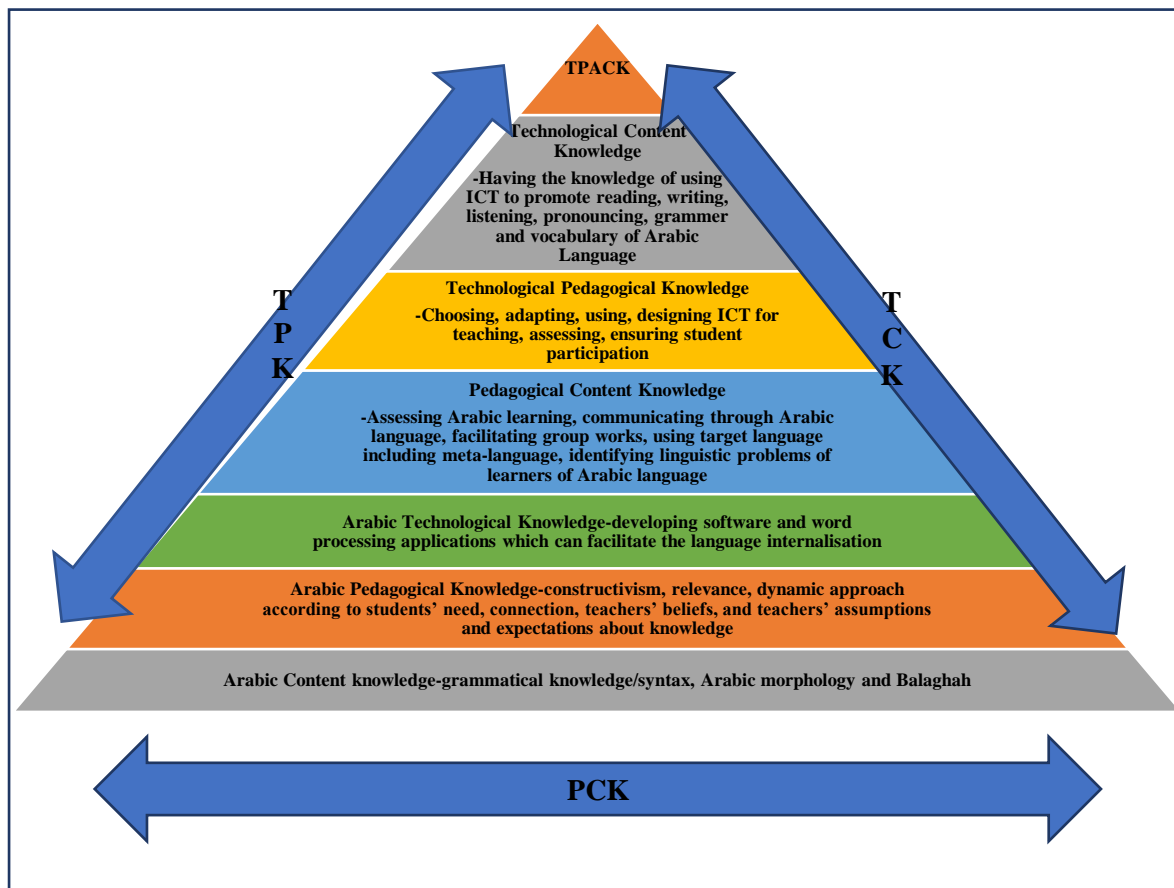 TPACK
Technological Content
Knowledge
-Having the knowledge of using
ICT to promote reading, writing,
listening, pronouncing, grammer
and vocabulary of Arabic
Language
T
P
K
T
C
K
Technological Pedagogical Knowledge
-Choosing, adapting, using, designing ICT for
teaching, assessing, ensuring student
participation
Pedagogical Content Knowledge
-Assessing Arabic learning, communicating through Arabic
language, facilitating group works, using target language
including meta-language, identifying linguistic problems of
learners of Arabic language
Arabic Technological Knowledge-developing software and word
processing applications which can facilitate the language internalisation
Arabic Pedagogical Knowledge-constructivism, relevance, dynamic approach
according to students’ need, connection, teachers’ beliefs, and teachers’ assumptions
and expectations about knowledge
Arabic Content knowledge-grammatical knowledge/syntax, Arabic morphology and Balaghah
PCK